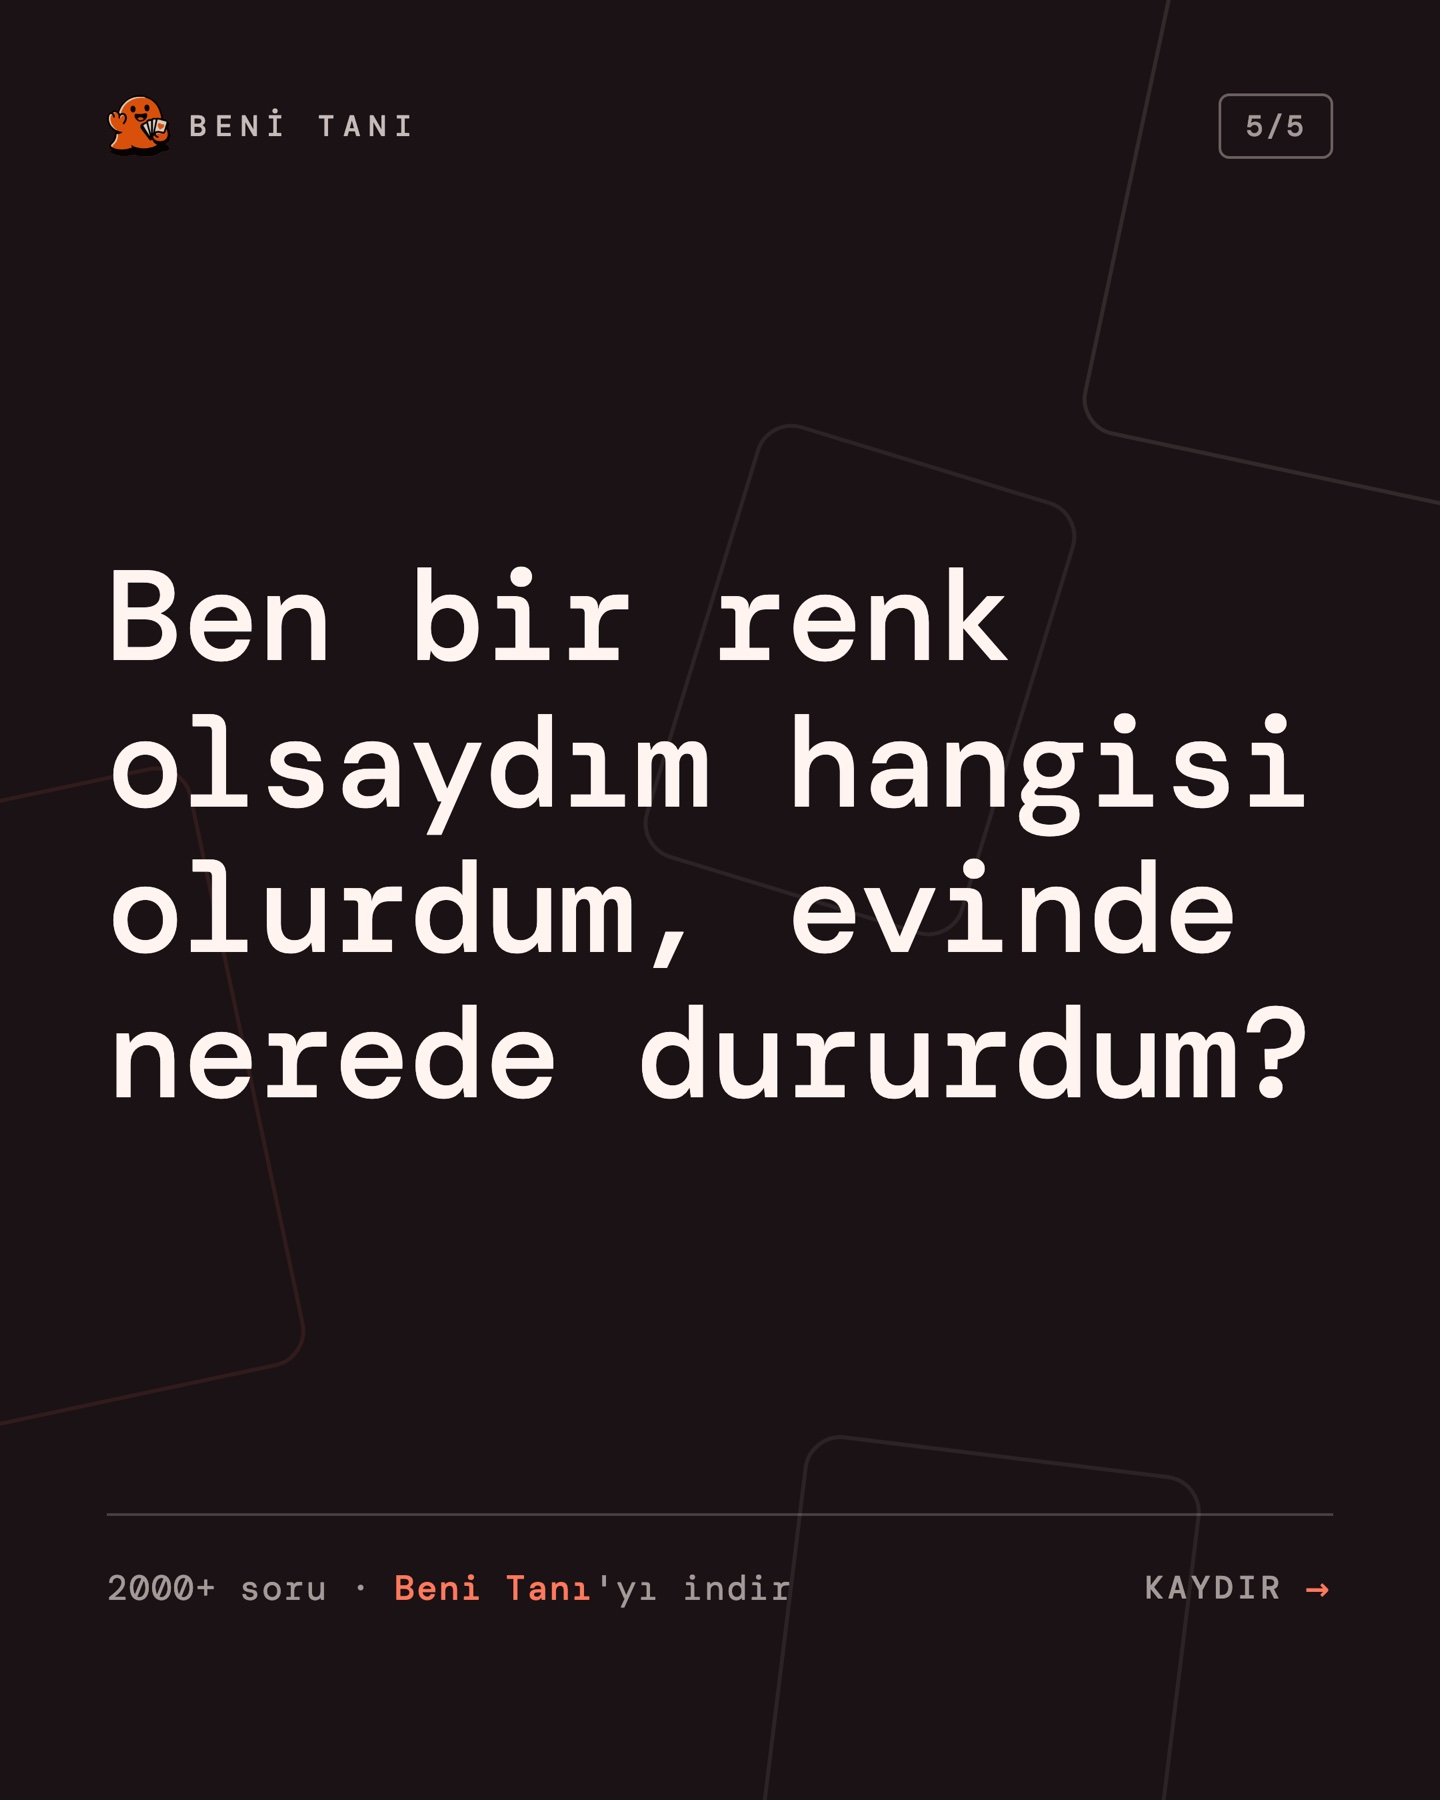 BENİ TANI
5/5
Ben bir renk
olsaydım hangisi
olurdum, evinde
nerede dururdum?
2000+ soru · Beni Tanı'yı indir
KAYDIR →